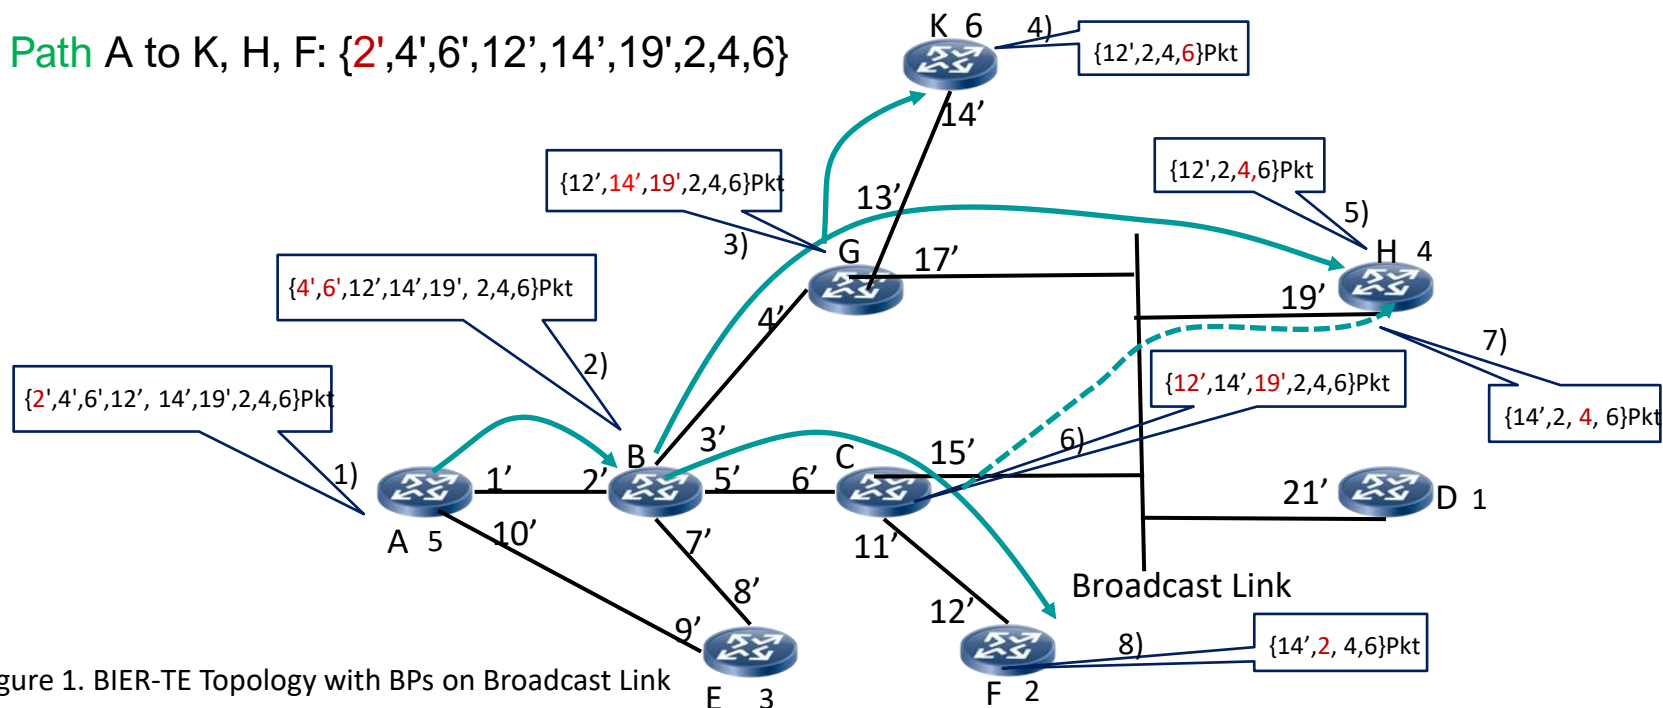 Path A to K, H, F: {2',4',6',12’,14’,19',2,4,6}
K 6
4)
{12',2,4,6}Pkt
14’
{12’,14’,19',2,4,6}Pkt
{12',2,4,6}Pkt
13’
5)
3)
G
17’
H 4
{4',6',12’,14’,19', 2,4,6}Pkt
19’
4’
7)
2)
{2',4',6',12’, 14’,19',2,4,6}Pkt
{12’,14’,19',2,4,6}Pkt
{14’,2, 4, 6}Pkt
3’
6)
B
C
15’
1)
1’
2’
5’
6’
21’
D 1
A 5
10’
7’
11’
Broadcast Link
8’
12’
9’
8)
{14’,2, 4,6}Pkt
gure 1. BIER-TE Topology with BPs on Broadcast Link
E 3
F 2